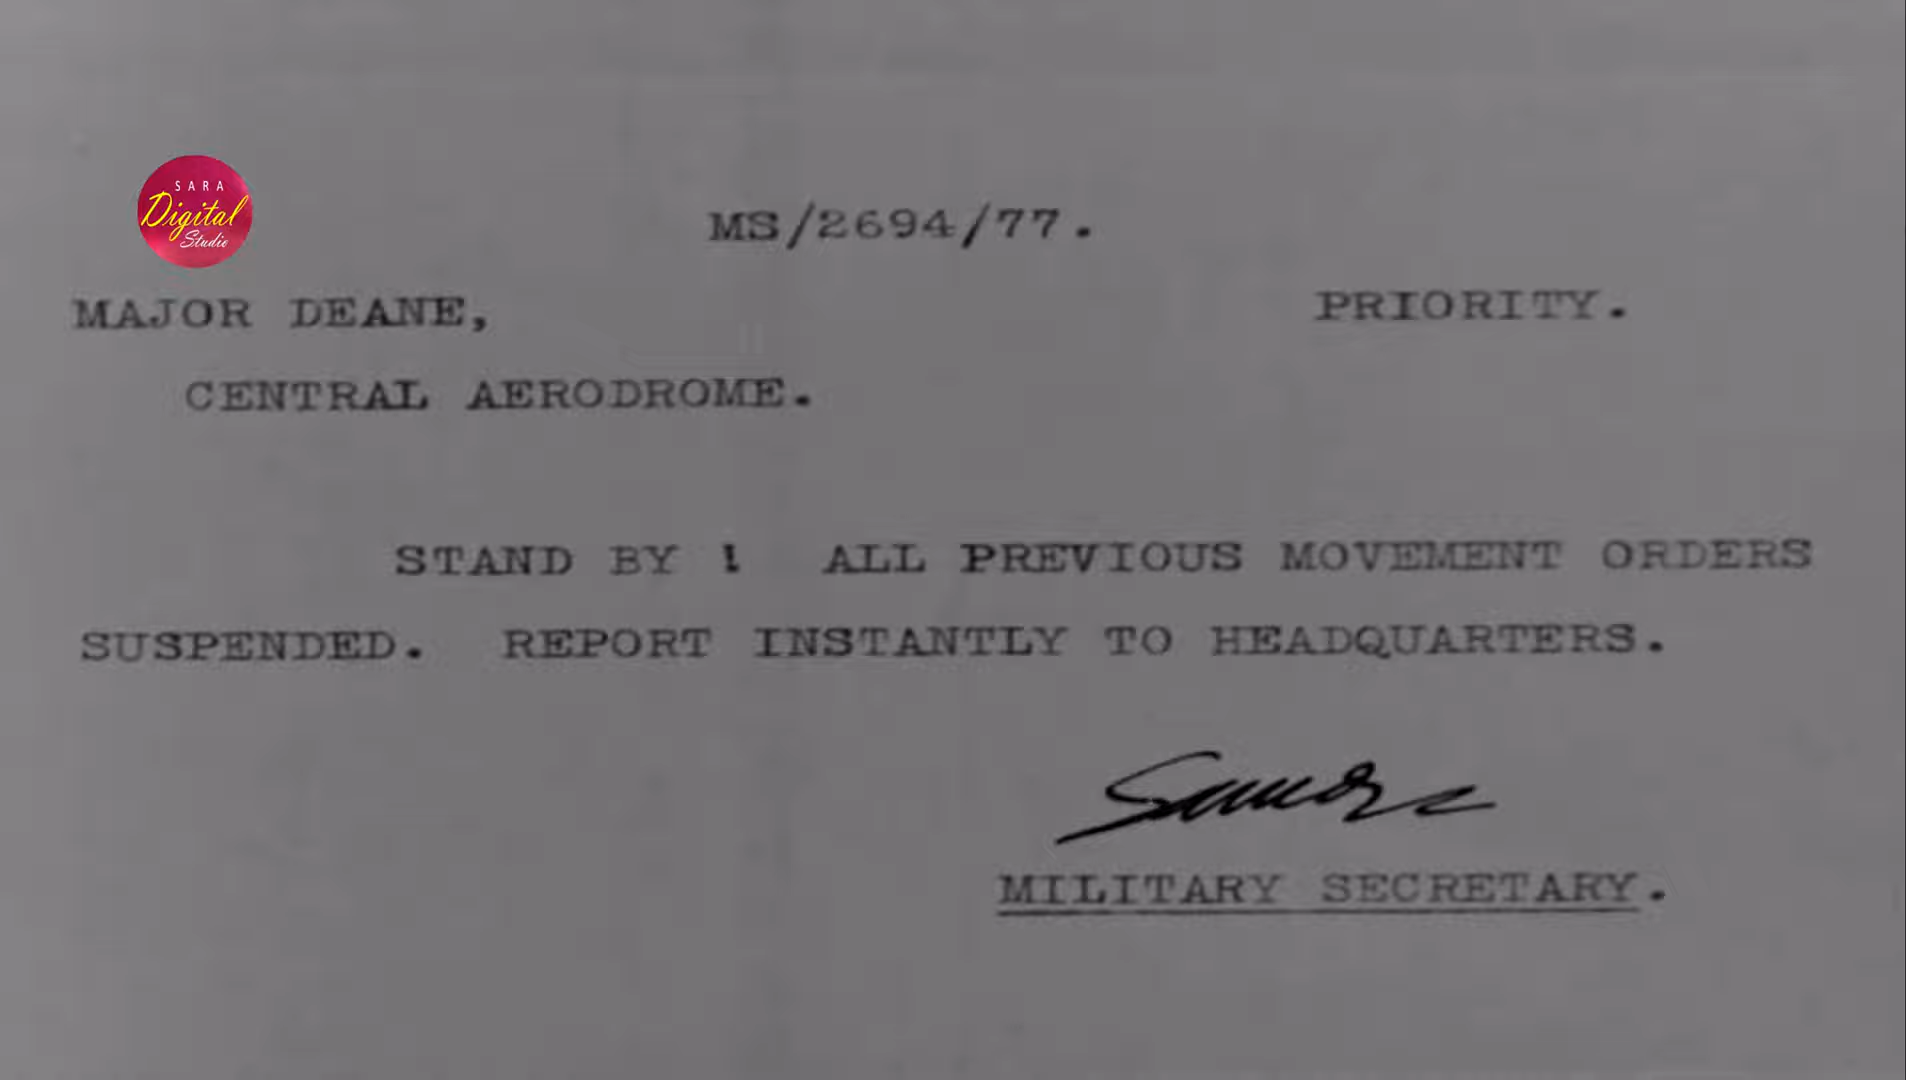 SARA
Digital
Studio
MS/2694/77.
MAJOR DEANE,
PRIORITY.
CENTRAL AERODROME.
STAND BY ! ALL PREVIOUS MOVEMENT ORDERS
SUSPENDED. REPORT INSTANTLY TO HEADQUARTERS.
MILITARY SECRETARY.